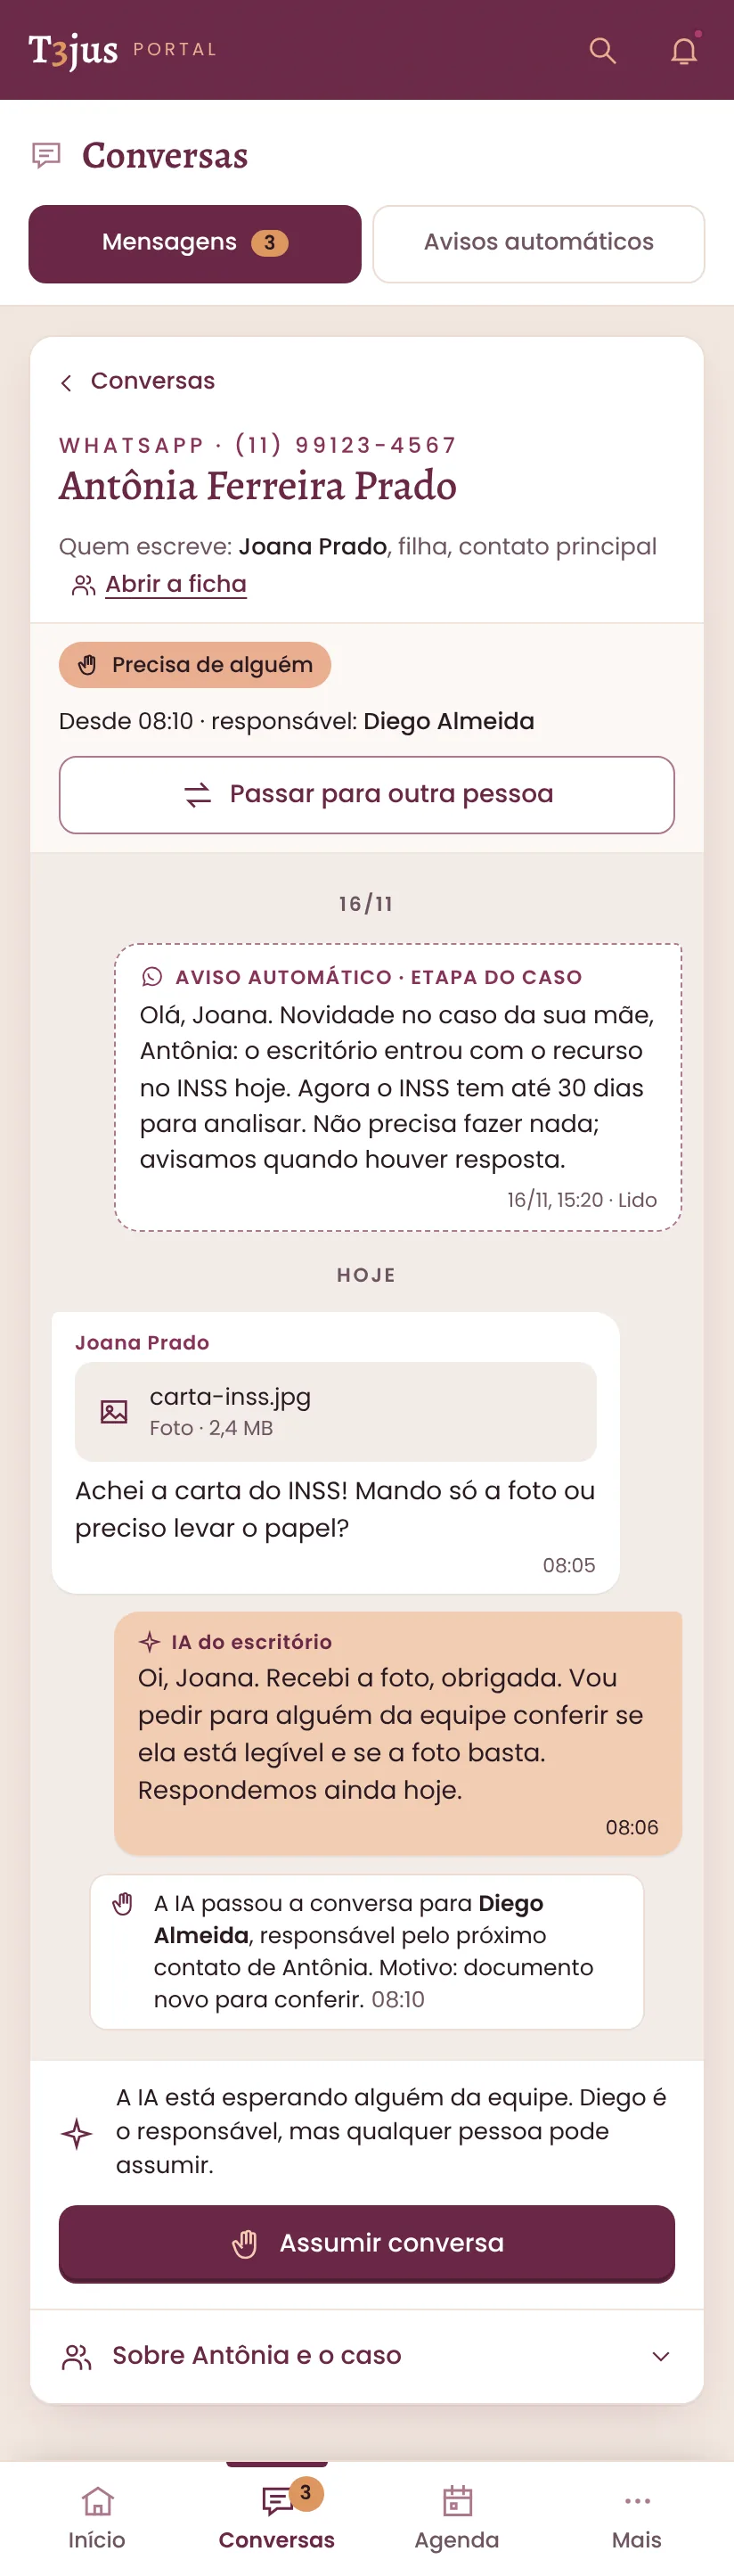 T3jus PORTAL
Conversas
Mensagens 3
Avisos automáticos
Conversas
WHATSAPP · (11) 99123-4567
Antônia Ferreira Prado
Quem escreve: Joana Prado, filha, contato principal
Abrir a ficha
Precisa de alguém
Desde 08:10 · responsável: Diego Almeida
Passar para outra pessoa
16/11
AVISO AUTOMÁTICO · ETAPA DO CASO
Olá, Joana. Novidade no caso da sua mãe,
Antônia: o escritório entrou com o recurso
no INSS hoje. Agora o INSS tem até 30 dias
para analisar. Não precisa fazer nada;
avisamos quando houver resposta.
16/11, 15:20 · Lido
HOJE
Joana Prado
carta-inss.jpg
Foto · 2,4 MB
Achei a carta do INSS! Mando só a foto ou
preciso levar o papel?
08:05
IA do escritório
Oi, Joana. Recebi a foto, obrigada. Vou
pedir para alguém da equipe conferir se
ela está legível e se a foto basta.
Respondemos ainda hoje.
08:06
A IA passou a conversa para Diego
Almeida, responsável pelo próximo
contato de Antônia. Motivo: documento
novo para conferir. 08:10
A IA está esperando alguém da equipe. Diego é
o responsável, mas qualquer pessoa pode
assumir.
Assumir conversa
Sobre Antônia e o caso
3
Início
Conversas
Agenda
Mais